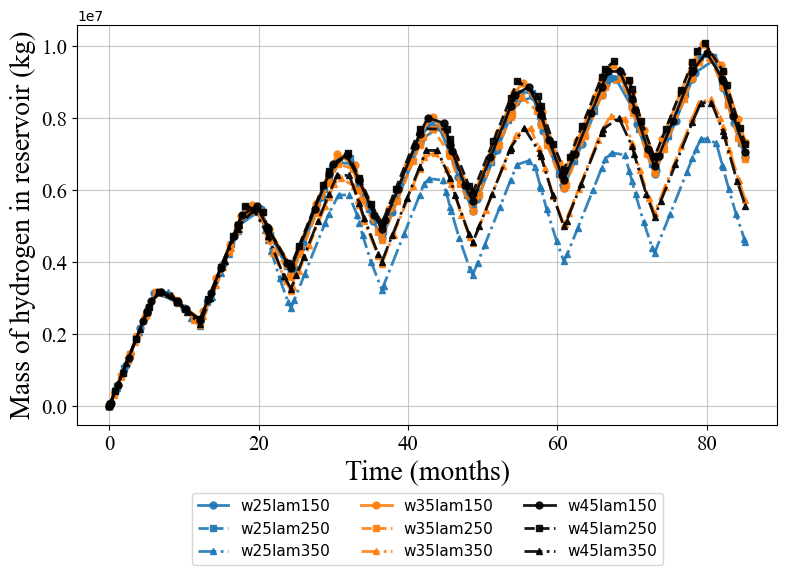 1e7
1.0
0.8
0.6
0.4
0.2
0.0
Mass of hydrogen in reservoir (kg)
0 20 40 60 80
Time (months)
w25lam150 w35lam150 w45lam150
w25lam250 w35lam250 w45lam250
w25lam350 w35lam350 w45lam350